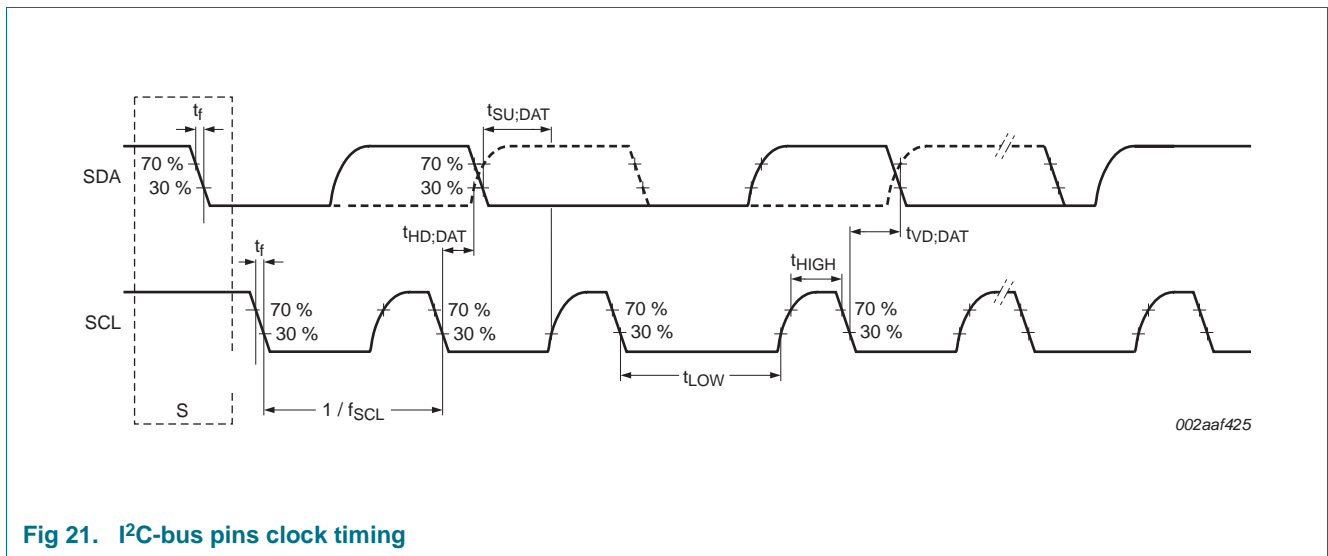 tf
tSU;DAT
70 %
30 %
SDA
70 %
30 %
tHD;DAT
tVD;DAT
tf
tHIGH
70 %
30 %
SCL
70 %
30 %
70 %
30 %
30 %
tLOW
S
1 / fSCL
002aaf425
Fig 21. I²C-bus pins clock timing